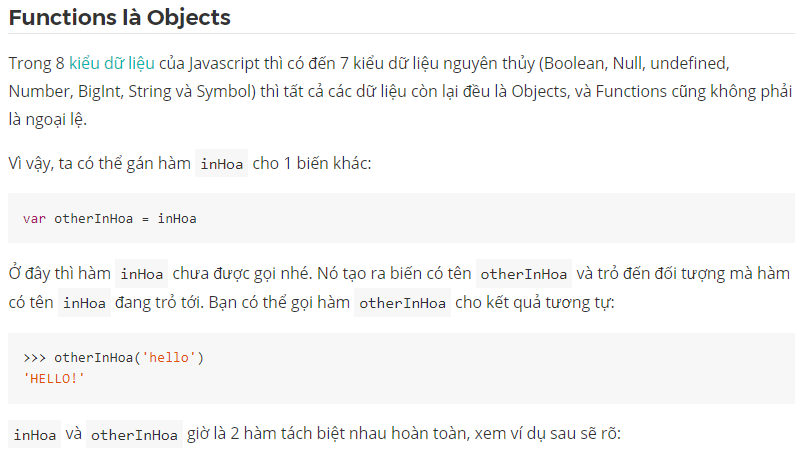 Functions là Objects
Trong 8 kiểu dữ liệu của Javascript thì có đến 7 kiểu dữ liệu nguyên thủy (Boolean, Null, undefined,
Number, BigInt, String và Symbol) thì tất cả các dữ liệu còn lại đều là Objects, và Functions cũng không phải
là ngoại lệ.
Vì vậy, ta có thể gán hàm inHoa cho 1 biến khác:
var otherInHoa = inHoa
Ở đây thì hàm inHoa chưa được gọi nhé. Nó tạo ra biến có tên otherInHoa và trỏ đến đối tượng mà hàm
có tên inHoa đang trỏ tới. Bạn có thể gọi hàm otherInHoa cho kết quả tương tự:
>>> otherInHoa('hello')
'HELLO!'
inHoa và otherInHoa giờ là 2 hàm tách biệt nhau hoàn toàn, xem ví dụ sau sẽ rõ: